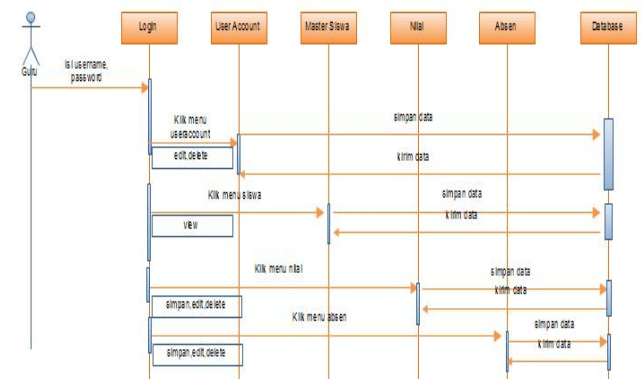 Login
User Account
Master Siswa
Nilai
Absen
Database
Guru
Isi username,
password
Klik menu
useraccount
edit,delete
simpan data
kirim data
Klik menu siswa
view
simpan data
kirim data
Klik menu nilai
simpan,edit,delete
simpan data
kirim data
Klik menu absen
simpan,edit,delete
simpan data
kirim data